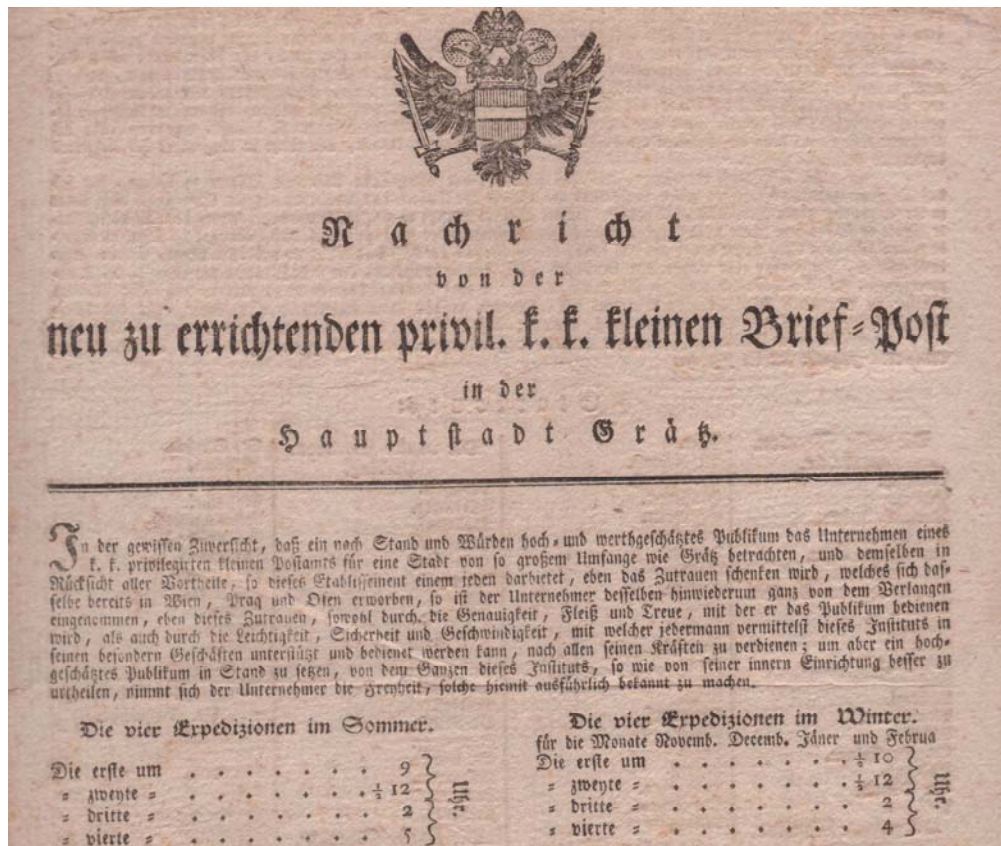 Nachricht
von der
neu zu errichtenden privil. k. k. kleinen Brief-Post
in der
Hauptstadt Grätz.
In der gewissen Zuversicht, daß ein nach Stand und Würden hoch- und werthgeschätztes Publikum das Unternehmen eines
k. k. privilegirten kleinen Postamts für eine Stadt von so großem Umfange wie Grätz betrachten, und demselben in
Rücksicht aller Vortheile, so dieses Etablissement einem jeden darbietet, eben das Zutrauen schenken wird, welches sich das-
selbe bereits in Wien, Prag und Ofen erworben, so ist der Unternehmer desselben hinwiederum ganz von dem Verlangen
eingenommen, eben dieses Zutrauen, sowohl durch die Genauigkeit, Fleiß und Treue, mit der er das Publikum bedienen
wird, als auch durch die Leichtigkeit, Sicherheit und Geschwindigkeit, mit welcher jedermann vermittelst dieses Instituts in
seinen besondern Geschäften unterstützt und bedienet werden kann, nach allen seinen Kräften zu verdienen; um aber ein hoch-
geschätztes Publikum in Stand zu setzen, von dem Ganzen dieses Instituts, so wie von seiner innern Einrichtung besser zu
urtheilen, nimmt sich der Unternehmer die Freyheit, solche hiemit ausführlich bekannt zu machen.
Die vier Expedizionen im Sommer.
Die erste um . . . . . . . 9
= zweyte = . . . . . . . ½ 12
= dritte = . . . . . . . 2
= vierte = . . . . . . . 5
Uhr.
Die vier Expedizionen im Winter.
für die Monate Novemb. Decemb. Jäner und Februa
Die erste um . . . . . . . ½ 10
= zweyte = . . . . . . . ½ 12
= dritte = . . . . . . . 2
= vierte = . . . . . . . 4
Uhr.